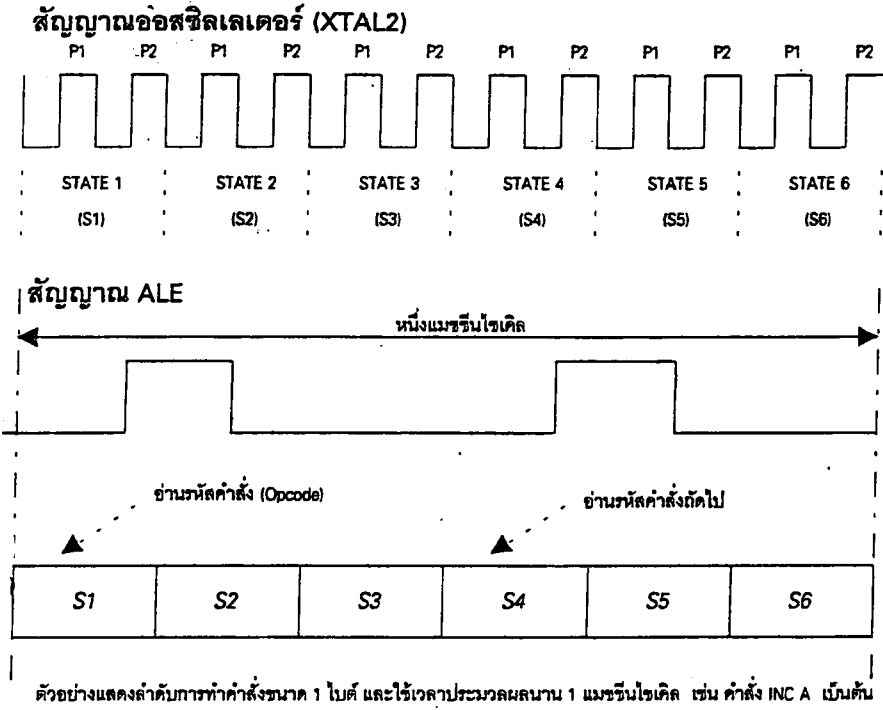 สัญญาณออสซิลเลเตอร์ (XTAL2)
P1 P2 P1 P2 P1 P2 P1 P2 P1 P2 P1 P2
STATE 1 STATE 2 STATE 3 STATE 4 STATE 5 STATE 6
(S1) (S2) (S3) (S4) (S5) (S6)
สัญญาณ ALE
หนึ่งแมชชีนไซเคิล
อ่านรหัสคำสั่ง (Opcode) อ่านรหัสคำสั่งถัดไป
S1 S2 S3 S4 S5 S6
ตัวอย่างแสดงลำดับการทำคำสั่งขนาด 1 ไบต์ และใช้เวลาประมวลผลนาน 1 แมชชีนไซเคิล เช่น คำสั่ง INC A เป็นต้น